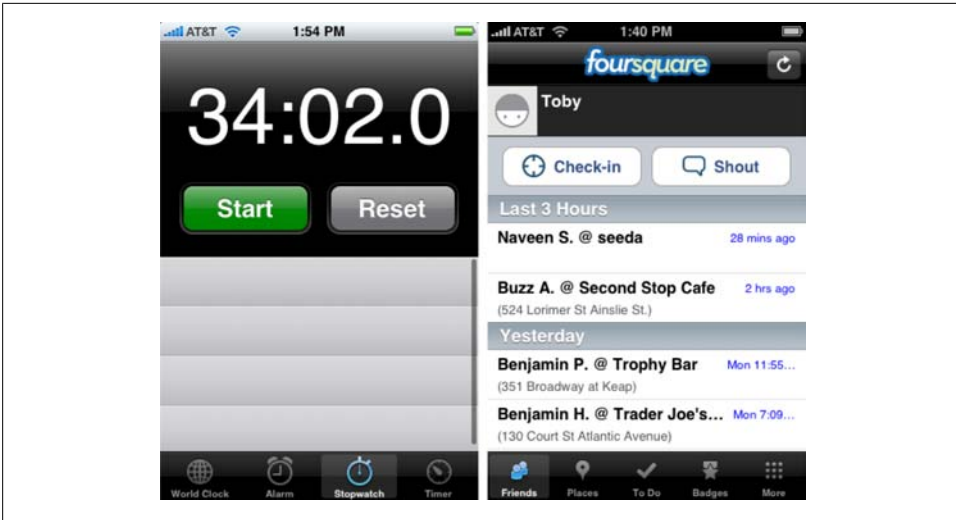 AT&T 1:54 PM
34:02.0
Start Reset
World Clock Alarm Stopwatch Timer
AT&T 1:40 PM
foursquare
Toby
Check-in Shout
Last 3 Hours
Naveen S. @ seeda 28 mins ago
Buzz A. @ Second Stop Cafe 2 hrs ago
(524 Lorimer St Ainslie St.)
Yesterday
Benjamin P. @ Trophy Bar Mon 11:55...
(351 Broadway at Keap)
Benjamin H. @ Trader Joe's... Mon 7:09...
(130 Court St Atlantic Avenue)
Friends Places To Do Badges More